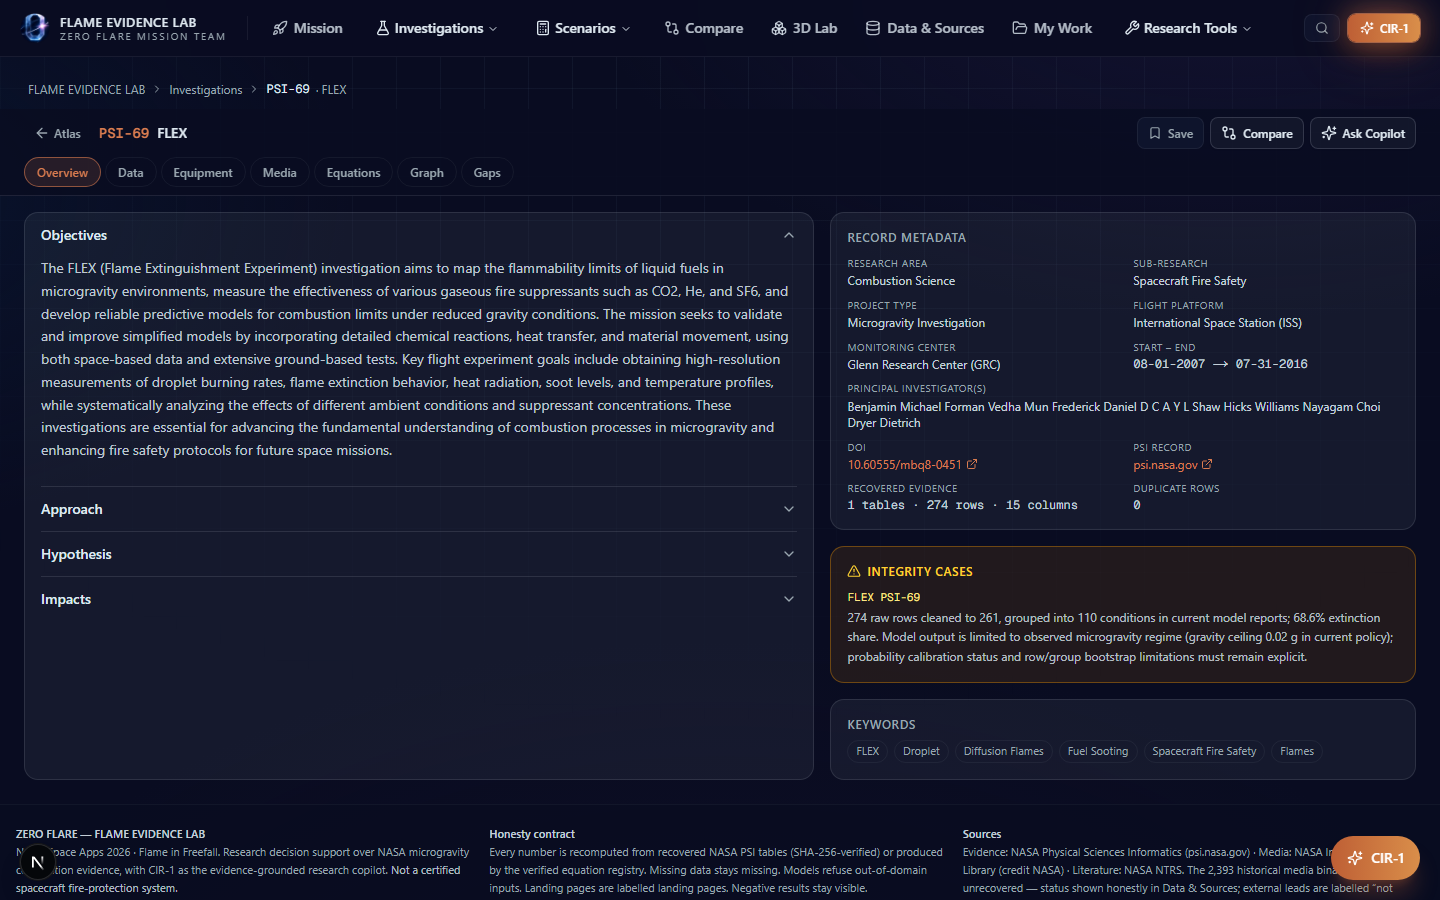 FLAME EVIDENCE LAB
ZERO FLARE MISSION TEAM
Mission
Investigations
Scenarios
Compare
3D Lab
Data & Sources
My Work
Research Tools
CIR-1
FLAME EVIDENCE LAB > Investigations > PSI-69 · FLEX
← Atlas PSI-69 FLEX
Save
Compare
Ask Copilot
Overview
Data
Equipment
Media
Equations
Graph
Gaps
Objectives
The FLEX (Flame Extinguishment Experiment) investigation aims to map the flammability limits of liquid fuels in
microgravity environments, measure the effectiveness of various gaseous fire suppressants such as CO2, He, and SF6, and
develop reliable predictive models for combustion limits under reduced gravity conditions. The mission seeks to validate
and improve simplified models by incorporating detailed chemical reactions, heat transfer, and material movement, using
both space-based data and extensive ground-based tests. Key flight experiment goals include obtaining high-resolution
measurements of droplet burning rates, flame extinction behavior, heat radiation, soot levels, and temperature profiles,
while systematically analyzing the effects of different ambient conditions and suppressant concentrations. These
investigations are essential for advancing the fundamental understanding of combustion processes in microgravity and
enhancing fire safety protocols for future space missions.
Approach
Hypothesis
Impacts
RECORD METADATA
RESEARCH AREA
Combustion Science
SUB-RESEARCH
Spacecraft Fire Safety
PROJECT TYPE
Microgravity Investigation
FLIGHT PLATFORM
International Space Station (ISS)
MONITORING CENTER
Glenn Research Center (GRC)
START – END
08-01-2007 → 07-31-2016
PRINCIPAL INVESTIGATOR(S)
Benjamin Michael Forman Vedha Mun Frederick Daniel D C A Y L Shaw Hicks Williams Nayagam Choi
Dryer Dietrich
DOI
10.60555/mbq8-0451
PSI RECORD
psi.nasa.gov
RECOVERED EVIDENCE
1 tables · 274 rows · 15 columns
DUPLICATE ROWS
0
INTEGRITY CASES
FLEX PSI-69
274 raw rows cleaned to 261, grouped into 110 conditions in current model reports; 68.6% extinction
share. Model output is limited to observed microgravity regime (gravity ceiling 0.02 g in current policy);
probability calibration status and row/group bootstrap limitations must remain explicit.
KEYWORDS
FLEX
Droplet
Diffusion Flames
Fuel Sooting
Spacecraft Fire Safety
Flames
ZERO FLARE — FLAME EVIDENCE LAB
Space Apps 2026 · Flame in Freefall. Research decision support over NASA microgravity
evidence, with CIR-1 as the evidence-grounded research copilot. Not a certified
spacecraft fire-protection system.
N
Honesty contract
Every number is recomputed from recovered NASA PSI tables (SHA-256-verified) or produced
by the verified equation registry. Missing data stays missing. Models refuse out-of-domain
inputs. Landing pages are labelled landing pages. Negative results stay visible.
Sources
Evidence: NASA Physical Sciences Informatics (psi.nasa.gov) · Media: NASA
Library (credit NASA) · Literature: NASA NTRS. The 2,393 historical media
unrecovered — status shown honestly in Data & Sources; external leads are labelled "not
CIR-1